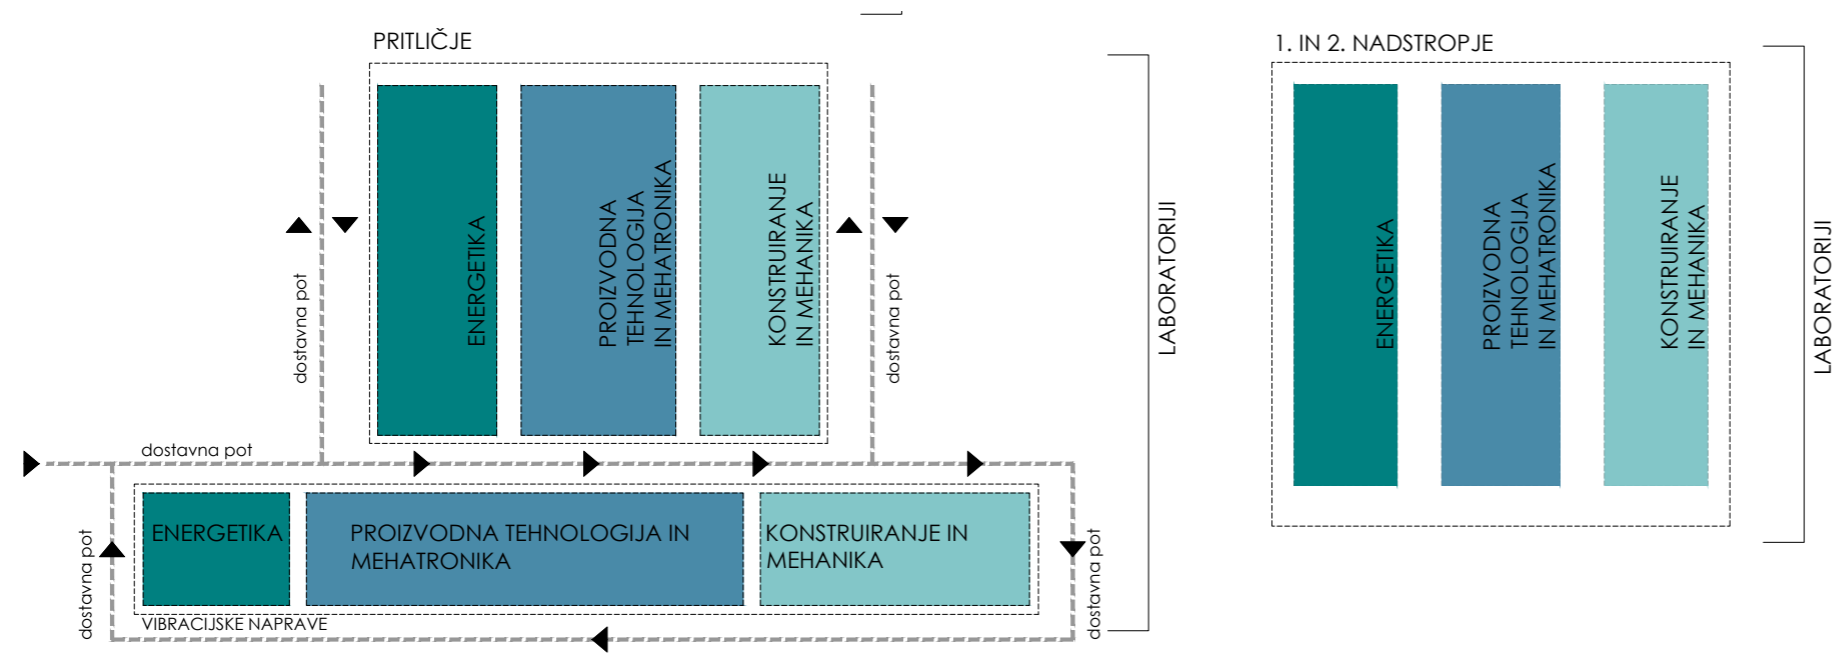 PRITLIČJE
ENERGETIKA
PROIZVODNA
TEHNOLOGIJA
IN MEHATRONIKA
KONSTRUIRANJE
IN MEHANIKA
dostavna pot
dostavna pot
LABORATORIJI
dostavna pot
ENERGETIKA
PROIZVODNA TEHNOLOGIJA IN
MEHATRONIKA
KONSTRUIRANJE IN
MEHANIKA
dostavna pot
dostavna pot
VIBRACIJSKE NAPRAVE
1. IN 2. NADSTROPJE
ENERGETIKA
PROIZVODNA
TEHNOLOGIJA
IN MEHATRONIKA
KONSTRUIRANJE
IN MEHANIKA
LABORATORIJI